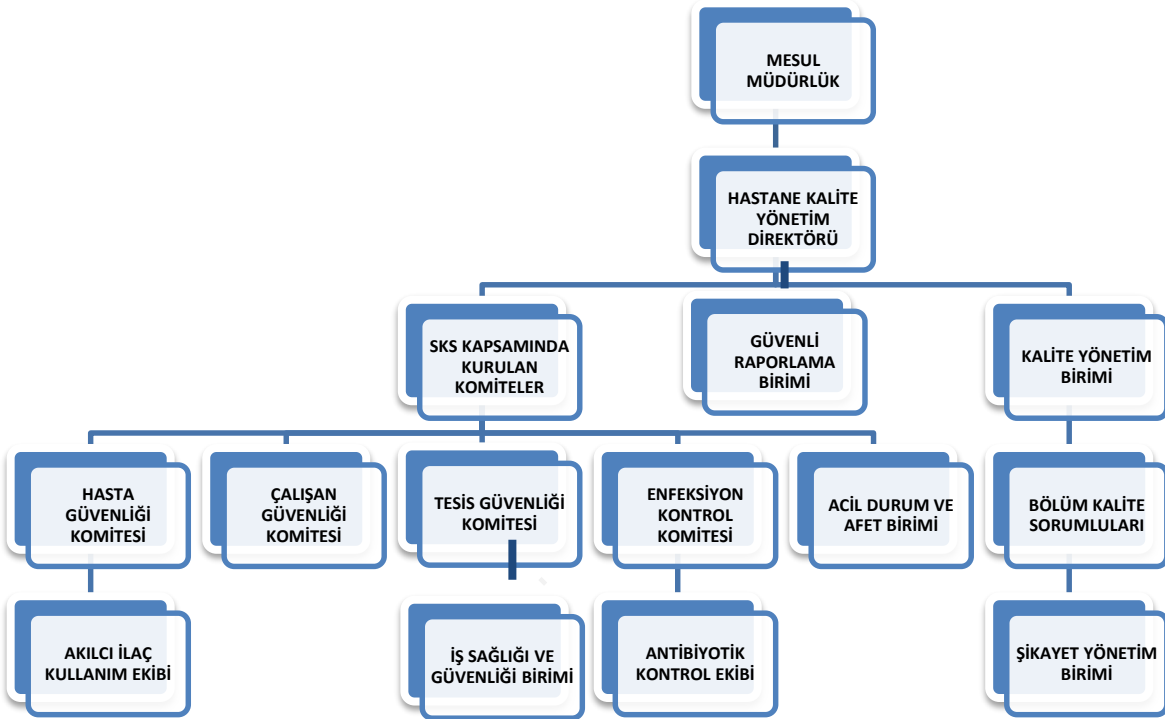 MESUL
MÜDÜRLÜK
HASTANE KALİTE
YÖNETİM
DİREKTÖRÜ
SKS KAPSAMINDA
KURULAN
KOMİTELER
GÜVENLİ
RAPORLAMA
BİRİMİ
KALİTE YÖNETİM
BİRİMİ
HASTA
GÜVENLİĞİ
KOMİTESİ
ÇALIŞAN
GÜVENLİĞİ
KOMİTESİ
TESİS GÜVENLİĞİ
KOMİTESİ
ENFEKSİYON
KONTROL
KOMİTESİ
ACİL DURUM VE
AFET BİRİMİ
BÖLÜM KALİTE
SORUMLULARI
AKILCI İLAÇ
KULLANIM EKİBİ
İŞ SAĞLIĞI VE
GÜVENLİĞİ BİRİMİ
ANTİBİYOTİK
KONTROL EKİBİ
ŞİKAYET YÖNETİM
BİRİMİ